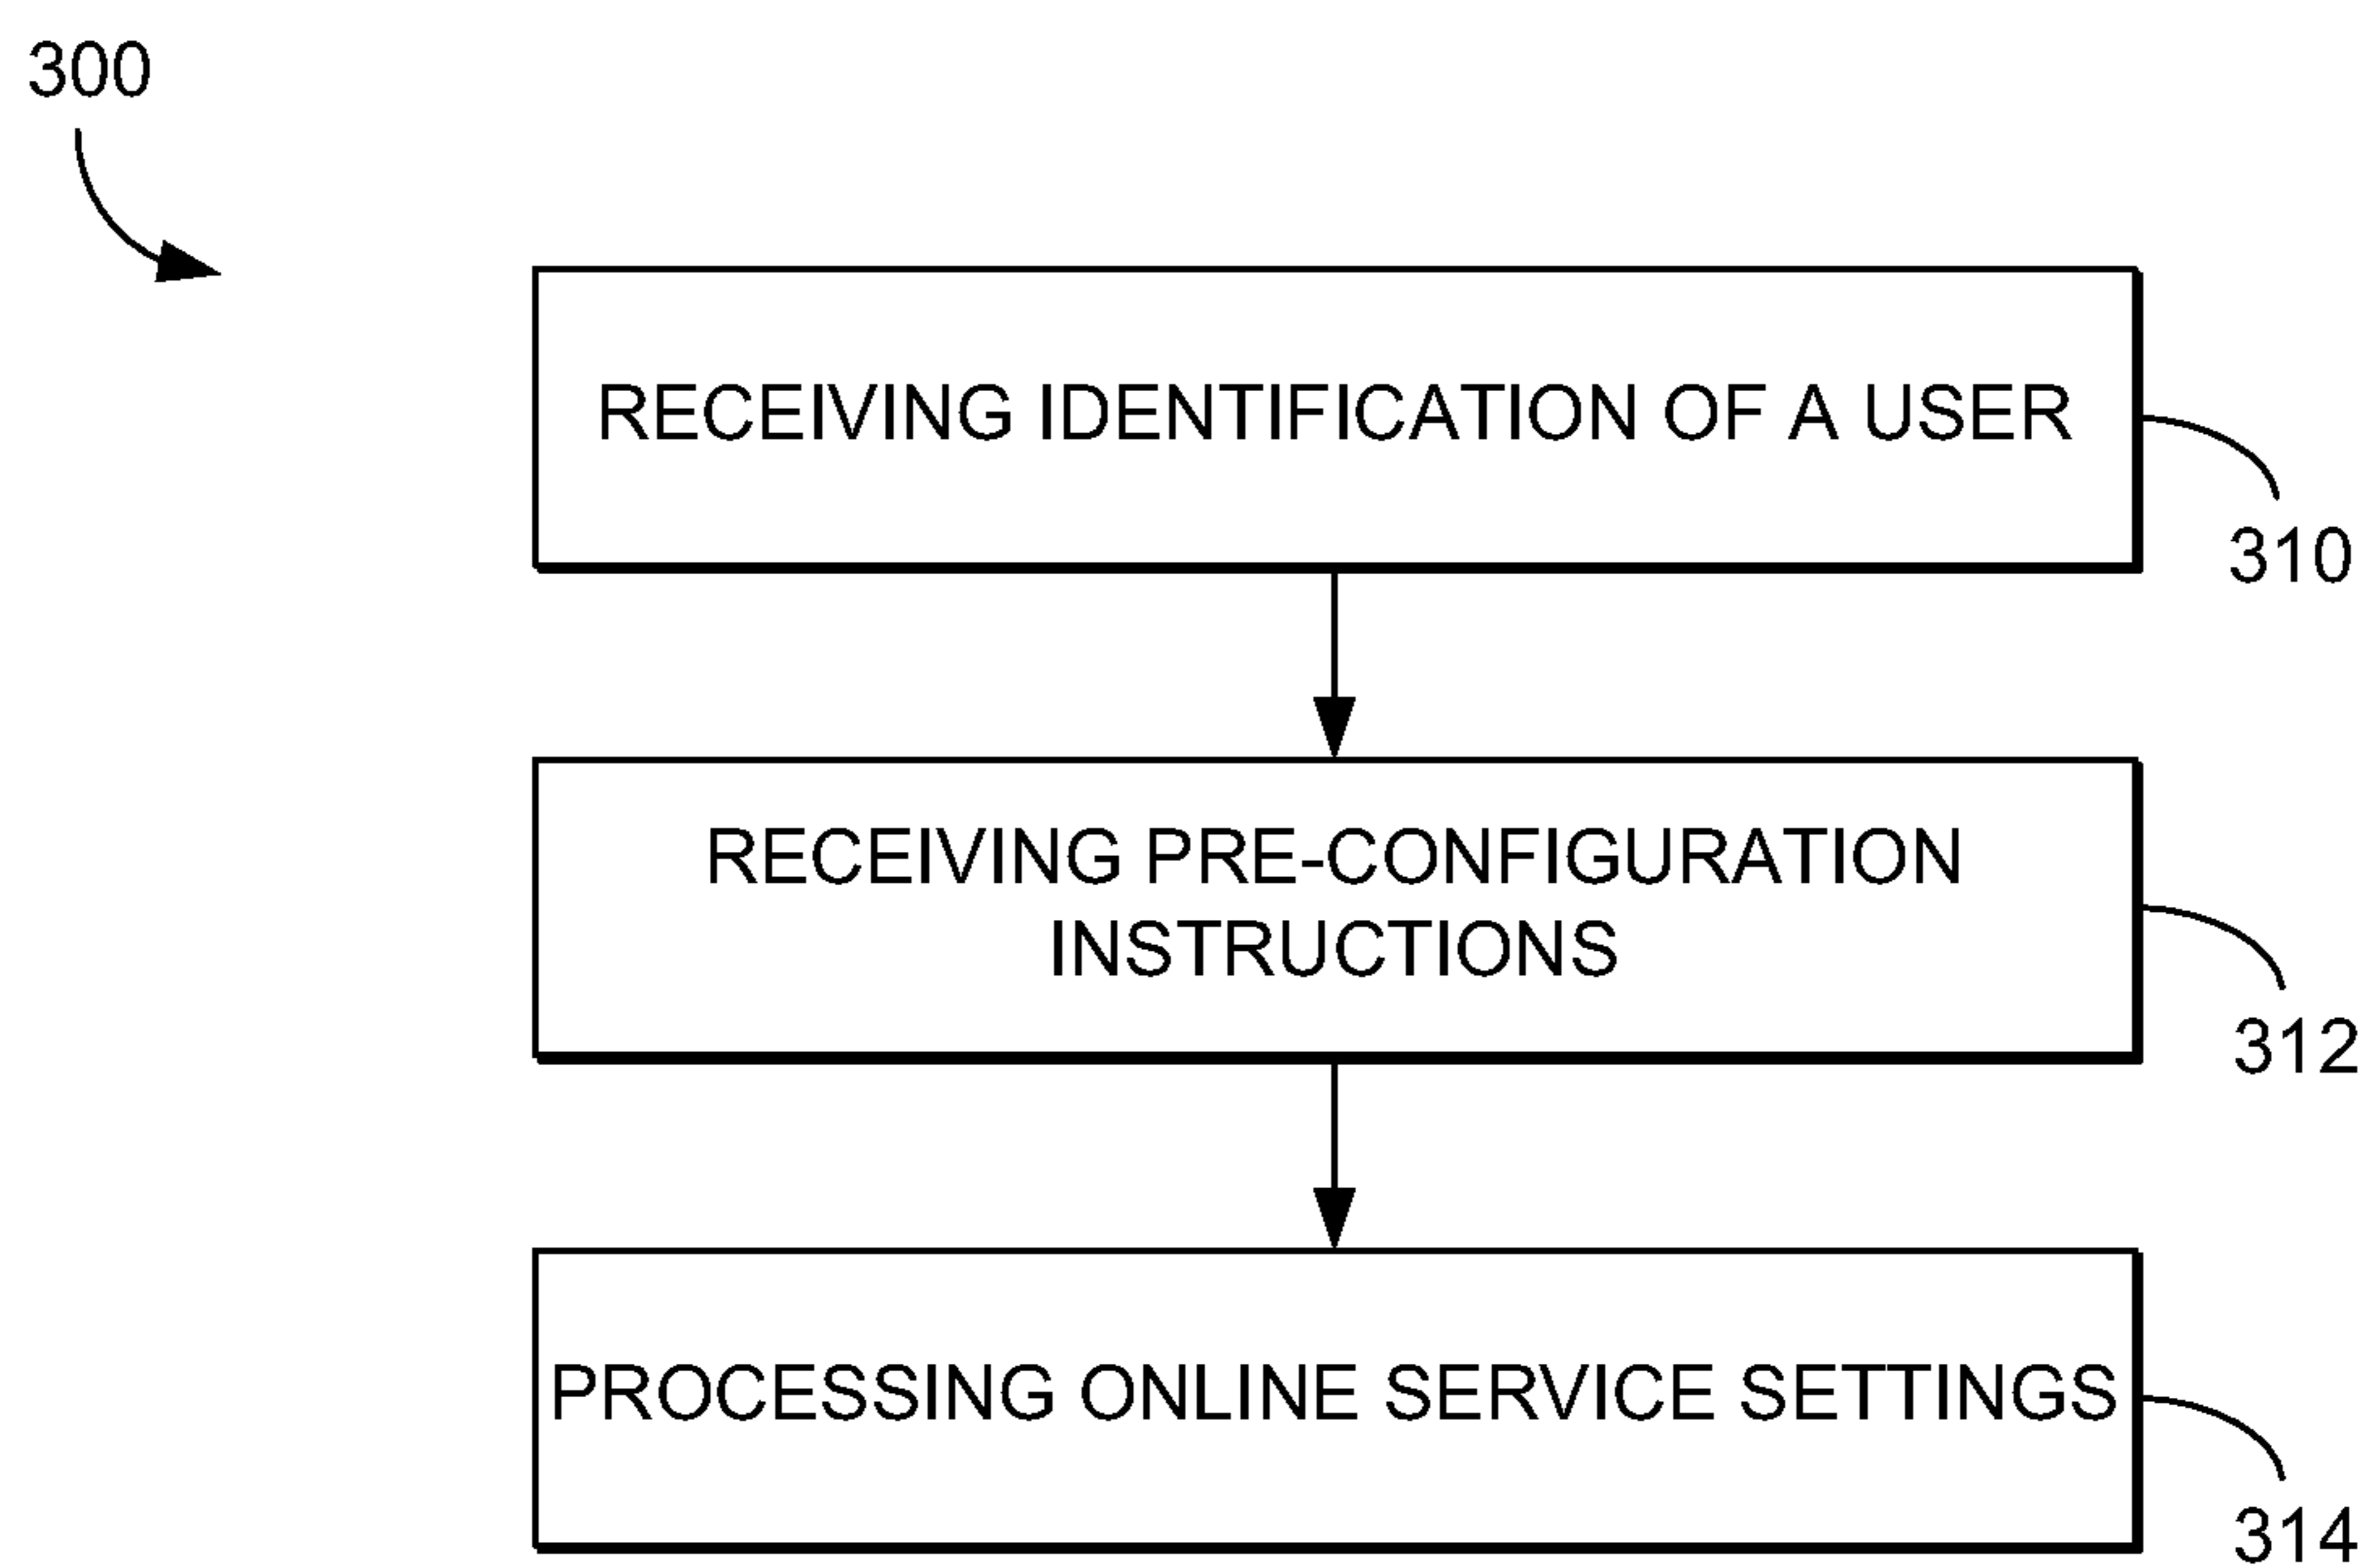 300
RECEIVING IDENTIFICATION OF A USER
310
RECEIVING PRE-CONFIGURATION
INSTRUCTIONS
312
PROCESSING ONLINE SERVICE SETTINGS
314